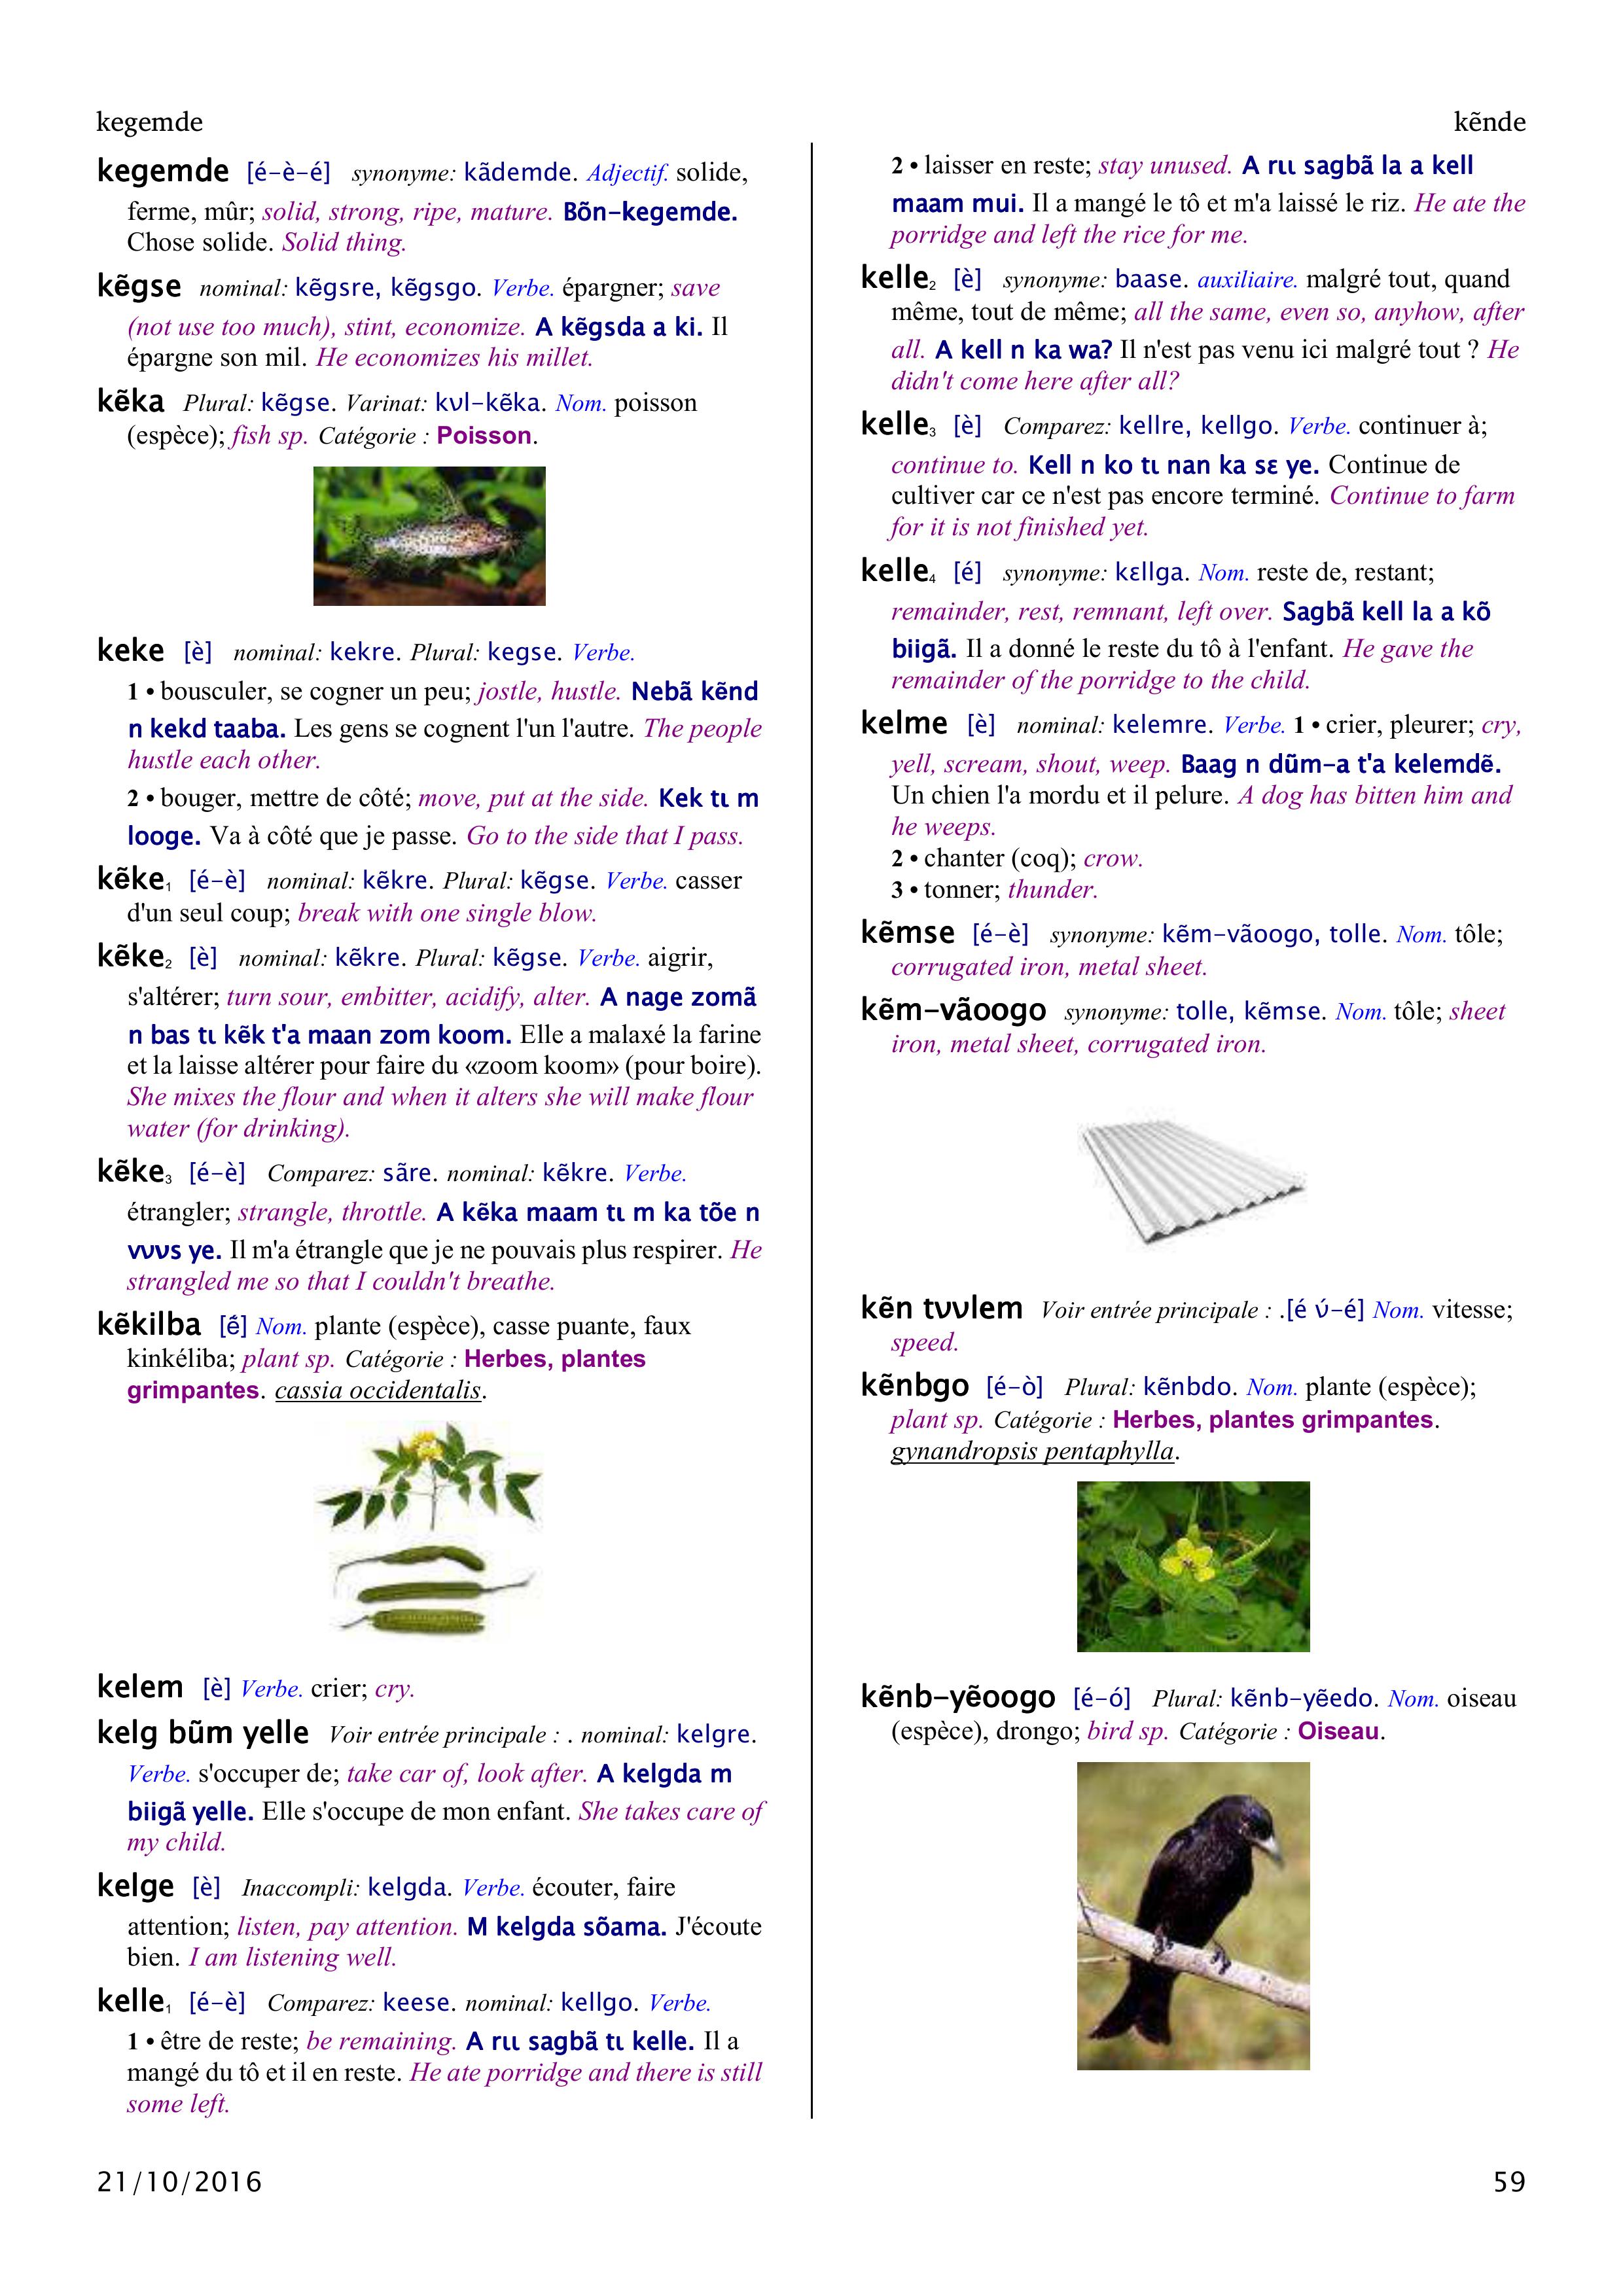 kegemde
kẽnde
kegemde [é-è-é] synonyme: kãdemde. Adjectif. solide,
ferme, mûr; solid, strong, ripe, mature. Bõn-kegemde.
Chose solide. Solid thing.
kẽgse nominal: kẽgsre, kẽgsgo. Verbe. épargner; save
(not use too much), stint, economize. A kẽgsda a ki. Il
épargne son mil. He economizes his millet.
kẽka Plural: kẽgse. Varinat: kʋl-kẽka. Nom. poisson
(espèce); fish sp. Catégorie : Poisson.
keke [è] nominal: kekre. Plural: kegse. Verbe.
1 • bousculer, se cogner un peu; jostle, hustle. Nebã kẽnd
n kekd taaba. Les gens se cognent l'un l'autre. The people
hustle each other.
2 • bouger, mettre de côté; move, put at the side. Kek tɩ m
looge. Va à côté que je passe. Go to the side that I pass.
kẽke₁ [é-è] nominal: kẽkre. Plural: kẽgse. Verbe. casser
d'un seul coup; break with one single blow.
kẽke₂ [è] nominal: kẽkre. Plural: kẽgse. Verbe. aigrir,
s'altérer; turn sour, embitter, acidify, alter. A nage zomã
n bas tɩ kẽk t'a maan zom koom. Elle a malaxé la farine
et la laisse altérer pour faire du «zoom koom» (pour boire).
She mixes the flour and when it alters she will make flour
water (for drinking).
kẽke₃ [é-è] Comparez: sãre. nominal: kẽkre. Verbe.
étrangler; strangle, throttle. A kẽka maam tɩ m ka tõe n
vʋʋs ye. Il m'a étrangle que je ne pouvais plus respirer. He
strangled me so that I couldn't breathe.
kẽkilba [ẽ́] Nom. plante (espèce), casse puante, faux
kinkéliba; plant sp. Catégorie : Herbes, plantes
grimpantes. cassia occidentalis.
kelem [è] Verbe. crier; cry.
kelg bũm yelle Voir entrée principale : . nominal: kelgre.
Verbe. s'occuper de; take car of, look after. A kelgda m
biigã yelle. Elle s'occupe de mon enfant. She takes care of
my child.
kelge [è] Inaccompli: kelgda. Verbe. écouter, faire
attention; listen, pay attention. M kelgda sõama. J'écoute
bien. I am listening well.
kelle₁ [é-è] Comparez: keese. nominal: kellgo. Verbe.
1 • être de reste; be remaining. A rɩɩ sagbã tɩ kelle. Il a
mangé du tô et il en reste. He ate porridge and there is still
some left.
2 • laisser en reste; stay unused. A rɩɩ sagbã la a kell
maam mui. Il a mangé le tô et m'a laissé le riz. He ate the
porridge and left the rice for me.
kelle₂ [è] synonyme: baase. auxiliaire. malgré tout, quand
même, tout de même; all the same, even so, anyhow, after
all. A kell n ka wa? Il n'est pas venu ici malgré tout ? He
didn't come here after all?
kelle₃ [è] Comparez: kellre, kellgo. Verbe. continuer à;
continue to. Kell n ko tɩ nan ka sɛ ye. Continue de
cultiver car ce n'est pas encore terminé. Continue to farm
for it is not finished yet.
kelle₄ [é] synonyme: kɛllga. Nom. reste de, restant;
remainder, rest, remnant, left over. Sagbã kell la a kõ
biigã. Il a donné le reste du tô à l'enfant. He gave the
remainder of the porridge to the child.
kelme [è] nominal: kelemre. Verbe. 1 • crier, pleurer; cry,
yell, scream, shout, weep. Baag n dũm-a t'a kelemdẽ.
Un chien l'a mordu et il pelure. A dog has bitten him and
he weeps.
2 • chanter (coq); crow.
3 • tonner; thunder.
kẽmse [é-è] synonyme: kẽm-vãoogo, tolle. Nom. tôle;
corrugated iron, metal sheet.
kẽm-vãoogo synonyme: tolle, kẽmse. Nom. tôle; sheet
iron, metal sheet, corrugated iron.
kẽn tʋʋlem Voir entrée principale : .[é ʋ́-é] Nom. vitesse;
speed.
kẽnbgo [é-ò] Plural: kẽnbdo. Nom. plante (espèce);
plant sp. Catégorie : Herbes, plantes grimpantes.
gynandropsis pentaphylla.
kẽnb-yẽoogo [é-ó] Plural: kẽnb-yẽedo. Nom. oiseau
(espèce), drongo; bird sp. Catégorie : Oiseau.
21/10/2016
59